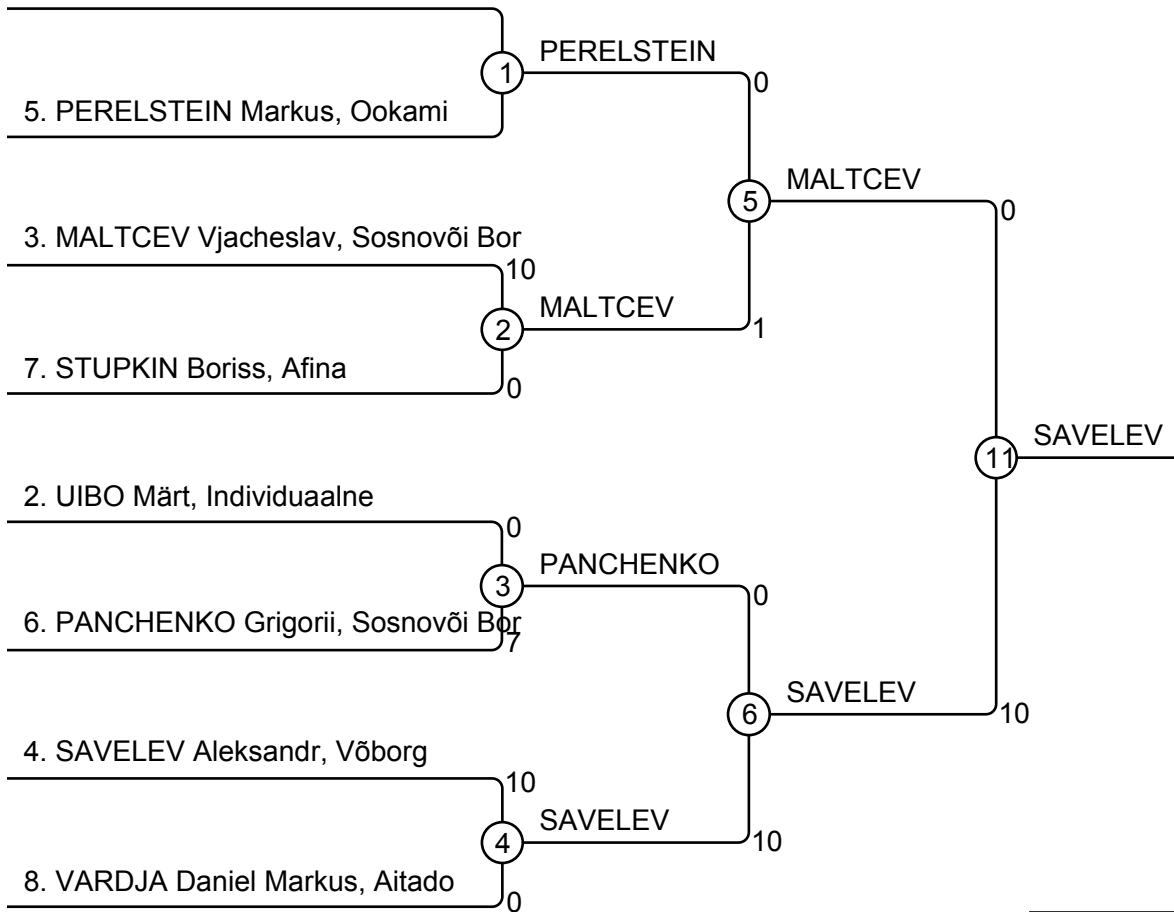 PERELSTEIN
1
0
5. PERELSTEIN Markus, Ookami
MALTCEV
5
0
3. MALTCEV Vjacheslav, Sosnovõi Bor
10
MALTCEV
2
1
7. STUPKIN Boriss, Afina
0
SAVELEV
11
2. UIBO Märt, Individuaalne
0
PANCHENKO
3
0
6. PANCHENKO Grigorii, Sosnovõi Bor
7
SAVELEV
6
10
4. SAVELEV Aleksandr, Võborg
10
SAVELEV
4
10
8. VARDJA Daniel Markus, Aitado
0